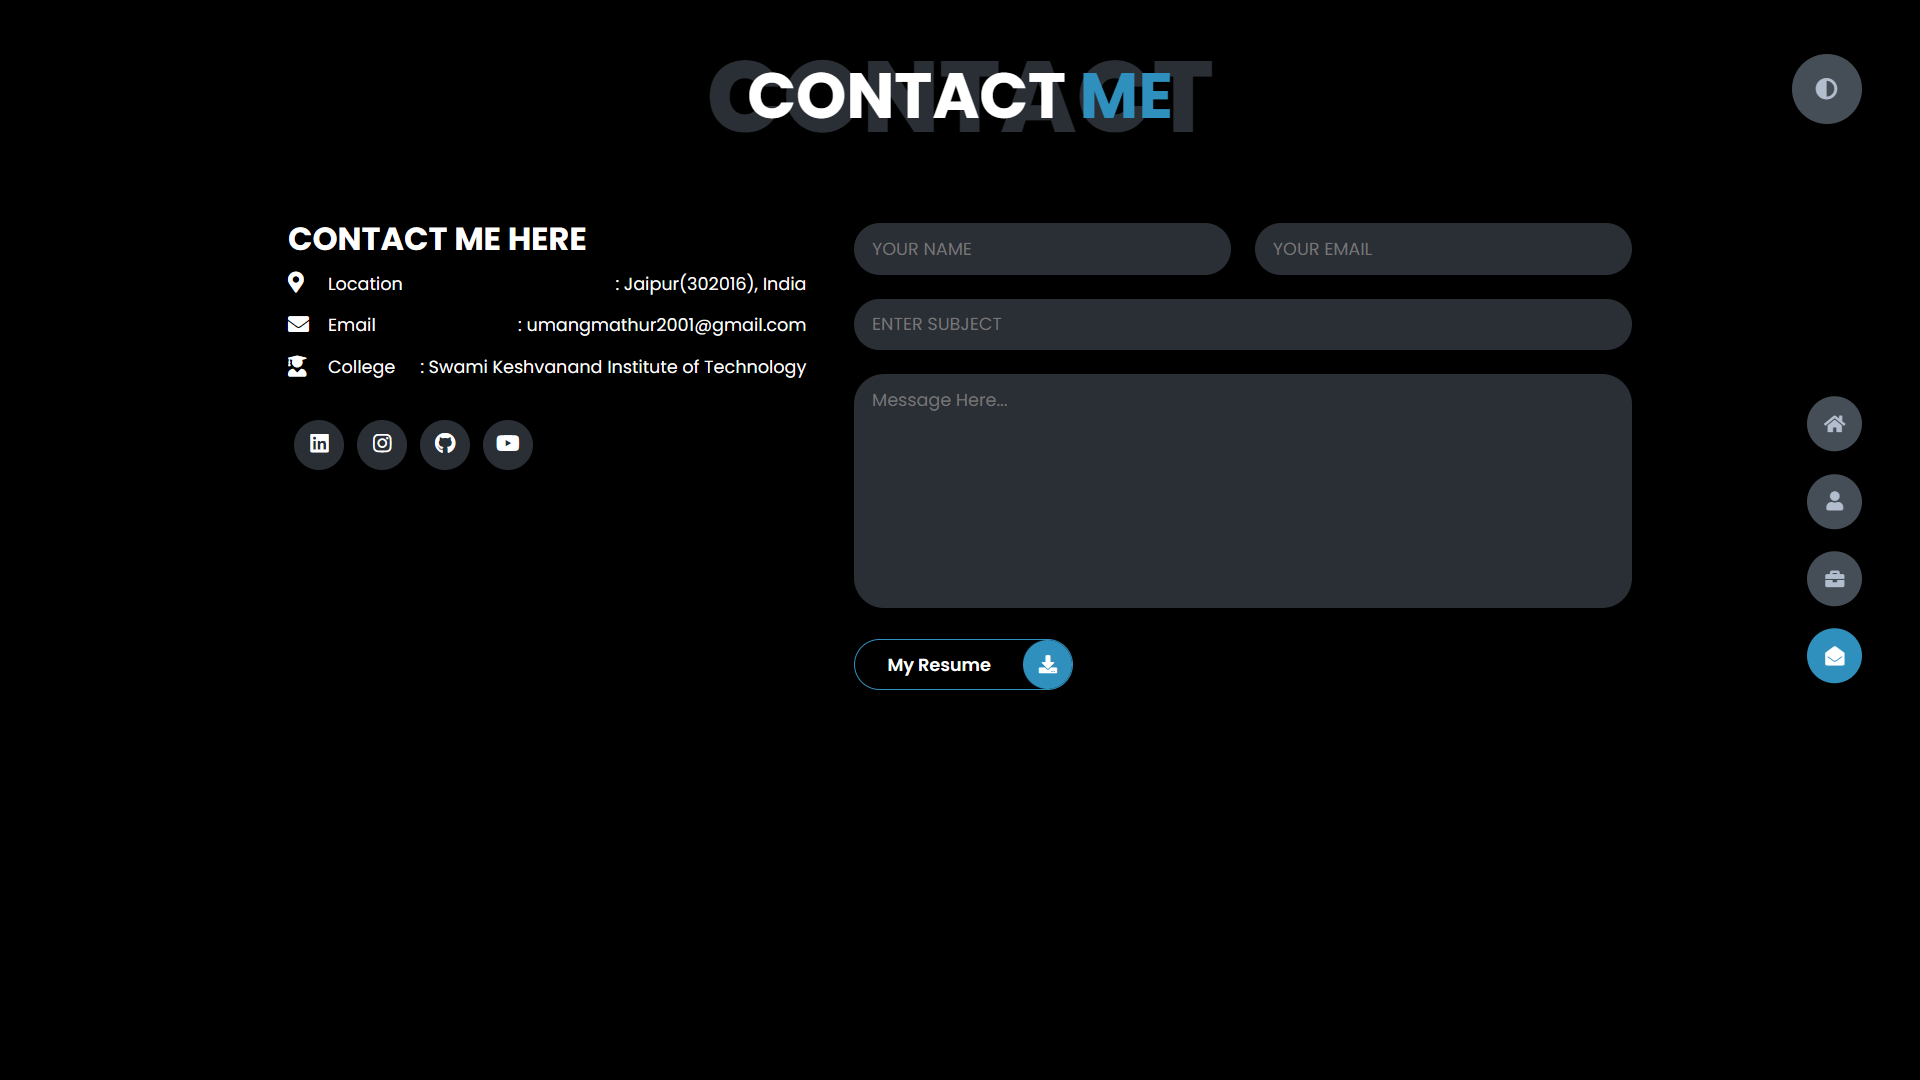 CONTACT
CONTACT ME
CONTACT ME HERE
Location : Jaipur(302016), India
Email : umangmathur2001@gmail.com
College : Swami Keshvanand Institute of Technology
YOUR NAME
YOUR EMAIL
ENTER SUBJECT
Message Here...
My Resume